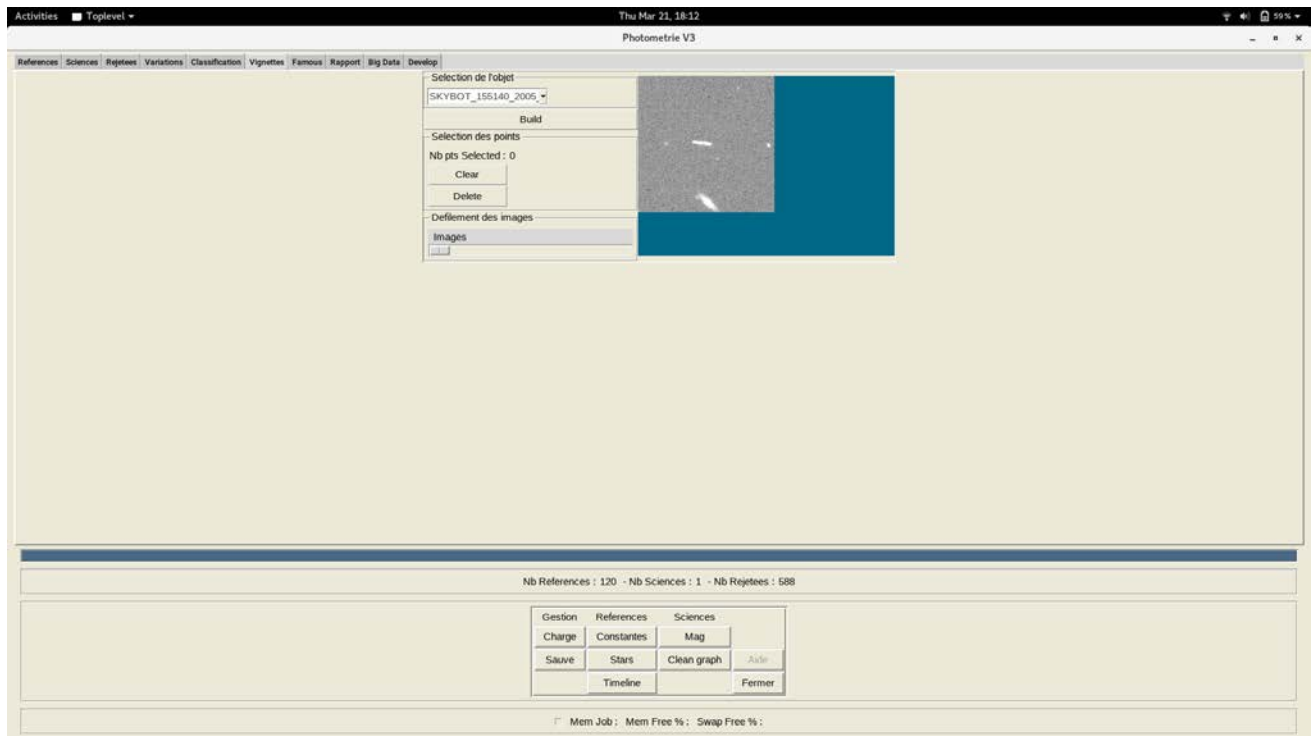 Activities Toplevel Thu Mar 21, 18:12 59 %
Photometrie V3
References Sciences Rejetees Variations Classification Vignettes Famous Rapport Big Data Develop
Selection de l'objet
SKYBOT_155140_2005_
Build
Selection des points
Nb pts Selected : 0
Clear
Delete
Defilement des images
Images
Nb References : 120 - Nb Sciences : 1 - Nb Rejetees : 588
Gestion References Sciences
Charge Constantes Mag
Sauve Stars Clean graph Aide
Timeline Fermer
Mem Job : Mem Free % : Swap Free % :